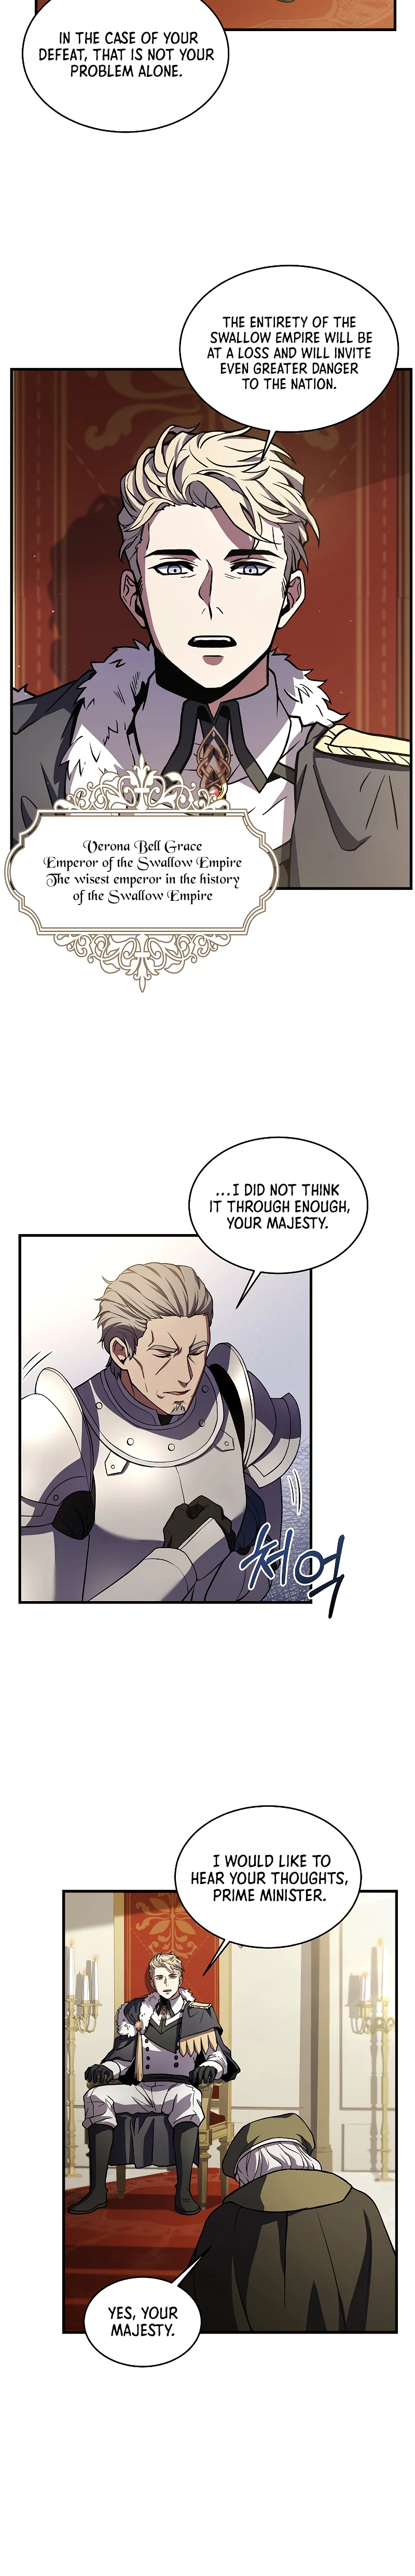 IN THE CASE OF YOUR
DEFEAT, THAT IS NOT YOUR
PROBLEM ALONE.
THE ENTIRETY OF THE
SWALLOW EMPIRE WILL BE
AT A LOSS AND WILL INVITE
EVEN GREATER DANGER
TO THE NATION.
Verona Bell Grace
Emperor of the Swallow Empire
The wisest emperor in the history
of the Swallow Empire
...I DID NOT THINK
IT THROUGH ENOUGH,
YOUR MAJESTY.
처억
I WOULD LIKE TO
HEAR YOUR THOUGHTS,
PRIME MINISTER.
YES, YOUR
MAJESTY.